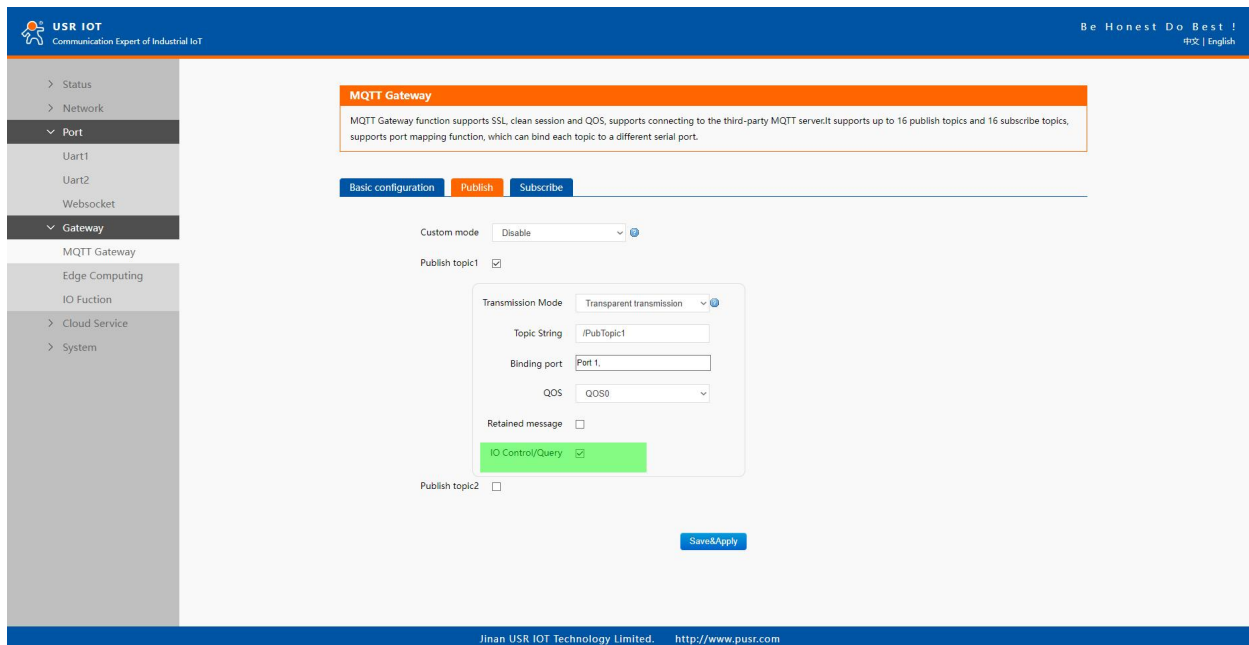 USR IOT
Communication Expert of Industrial IoT
Be Honest Do Best !
中文 | English
Status
Network
Port
Uart1
Uart2
Websocket
Gateway
MQTT Gateway
Edge Computing
IO Fuction
Cloud Service
System
MQTT Gateway
MQTT Gateway function supports SSL, clean session and QOS, supports connecting to the third-party MQTT server.It supports up to 16 publish topics and 16 subscribe topics,
supports port mapping function, which can bind each topic to a different serial port.
Basic configuration Publish Subscribe
Custom mode Disable
Publish topic1
Transmission Mode Transparent transmission
Topic String /PubTopic1
Binding port Port 1,
QOS QOS0
Retained message
IO Control/Query
Publish topic2
Save&Apply
Jinan USR IOT Technology Limited. http://www.pusr.com